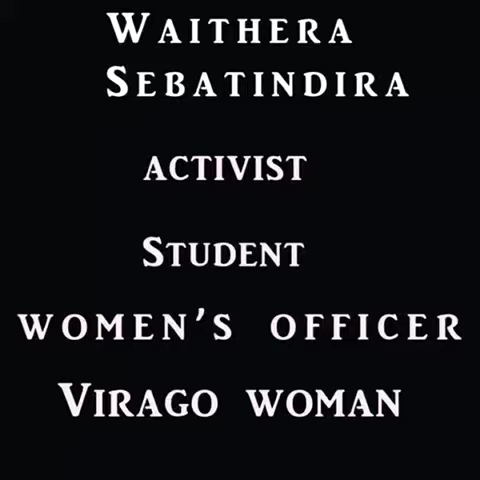 Waithera
Sebatindira
activist
Student
women's officer
Virago woman